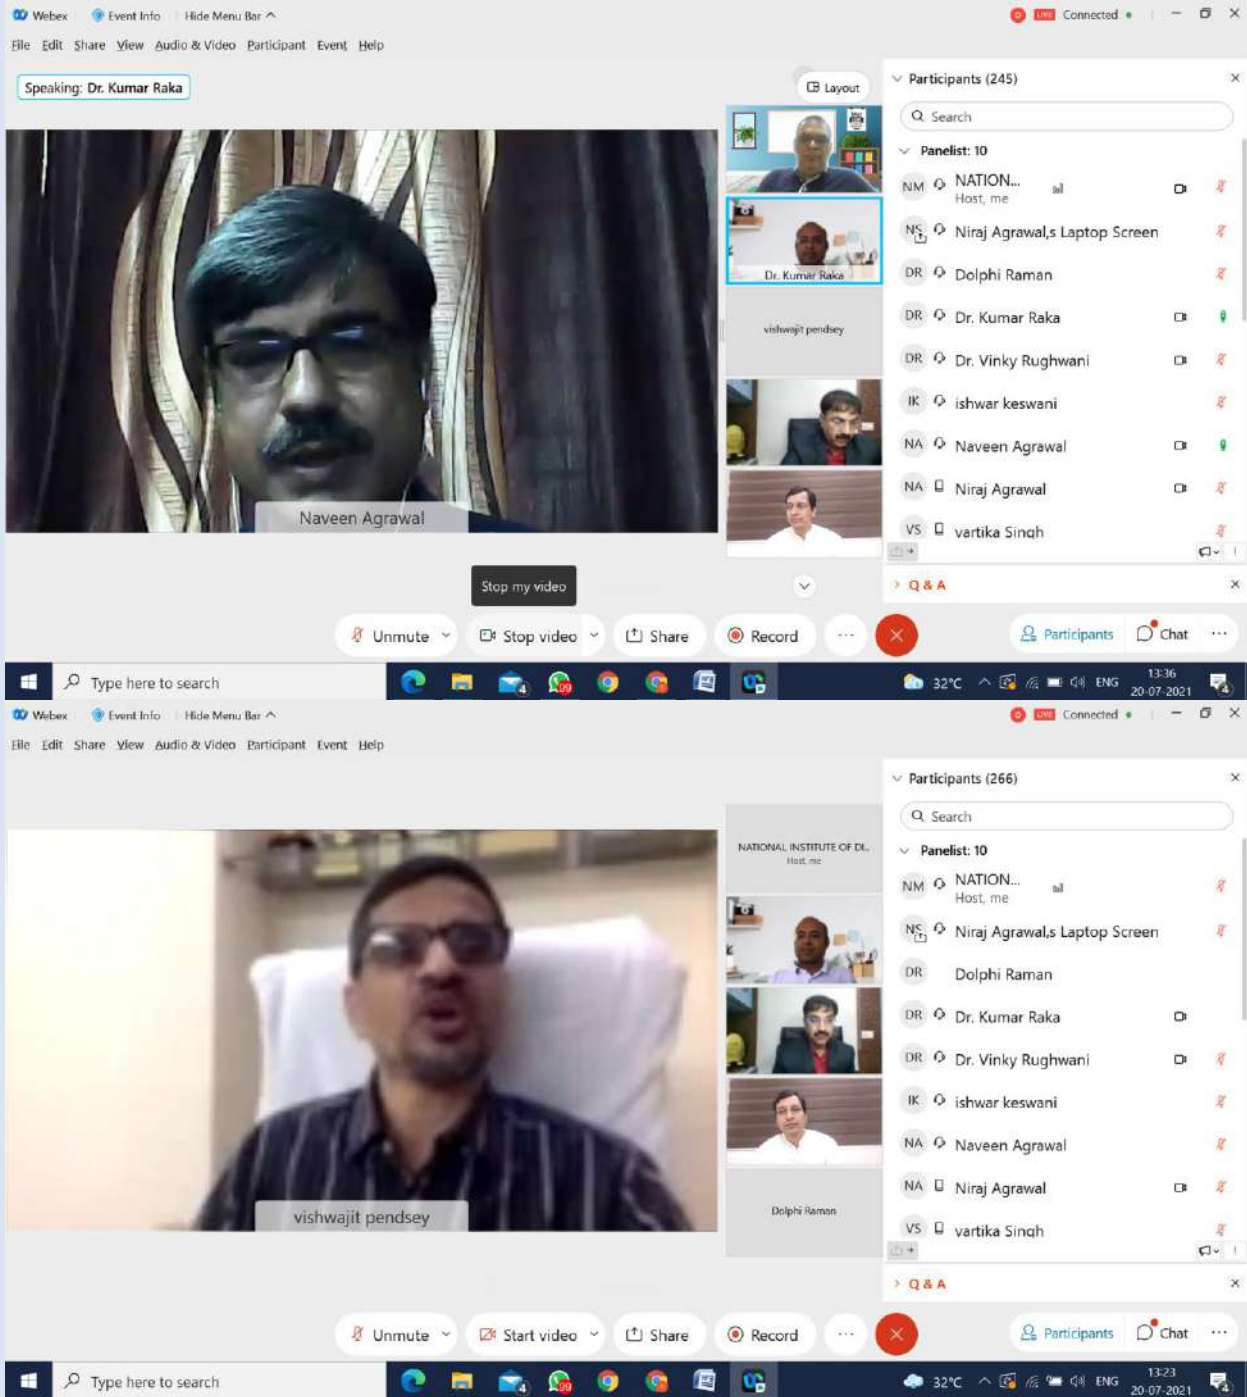 Webex Event Info Hide Menu Bar LIVE Connected
File Edit Share View Audio & Video Participant Event Help
Speaking: Dr. Kumar Raka
Layout
Dr. Kumar Raka
vishwajit pendsey
Naveen Agrawal
Stop my video
Participants (245)
Search
Panelist: 10
NM NATION...
Host, me
NS Niraj Agrawal,s Laptop Screen
DR Dolphi Raman
DR Dr. Kumar Raka
DR Dr. Vinky Rughwani
IK ishwar keswani
NA Naveen Agrawal
NA Niraj Agrawal
VS vartika Singh
Q & A
Unmute Stop video Share Record Participants Chat
Type here to search 4 99 32°C ENG 13:36
20-07-2021 4
Webex Event Info Hide Menu Bar LIVE Connected
File Edit Share View Audio & Video Participant Event Help
NATIONAL INSTITUTE OF DI..
Host, me
vishwajit pendsey
Dolphi Raman
Participants (266)
Search
Panelist: 10
NM NATION...
Host, me
NS Niraj Agrawal,s Laptop Screen
DR Dolphi Raman
DR Dr. Kumar Raka
DR Dr. Vinky Rughwani
IK ishwar keswani
NA Naveen Agrawal
NA Niraj Agrawal
VS vartika Singh
Q & A
Unmute Start video Share Record Participants Chat
Type here to search 4 99 32°C ENG 13:23
20-07-2021 4